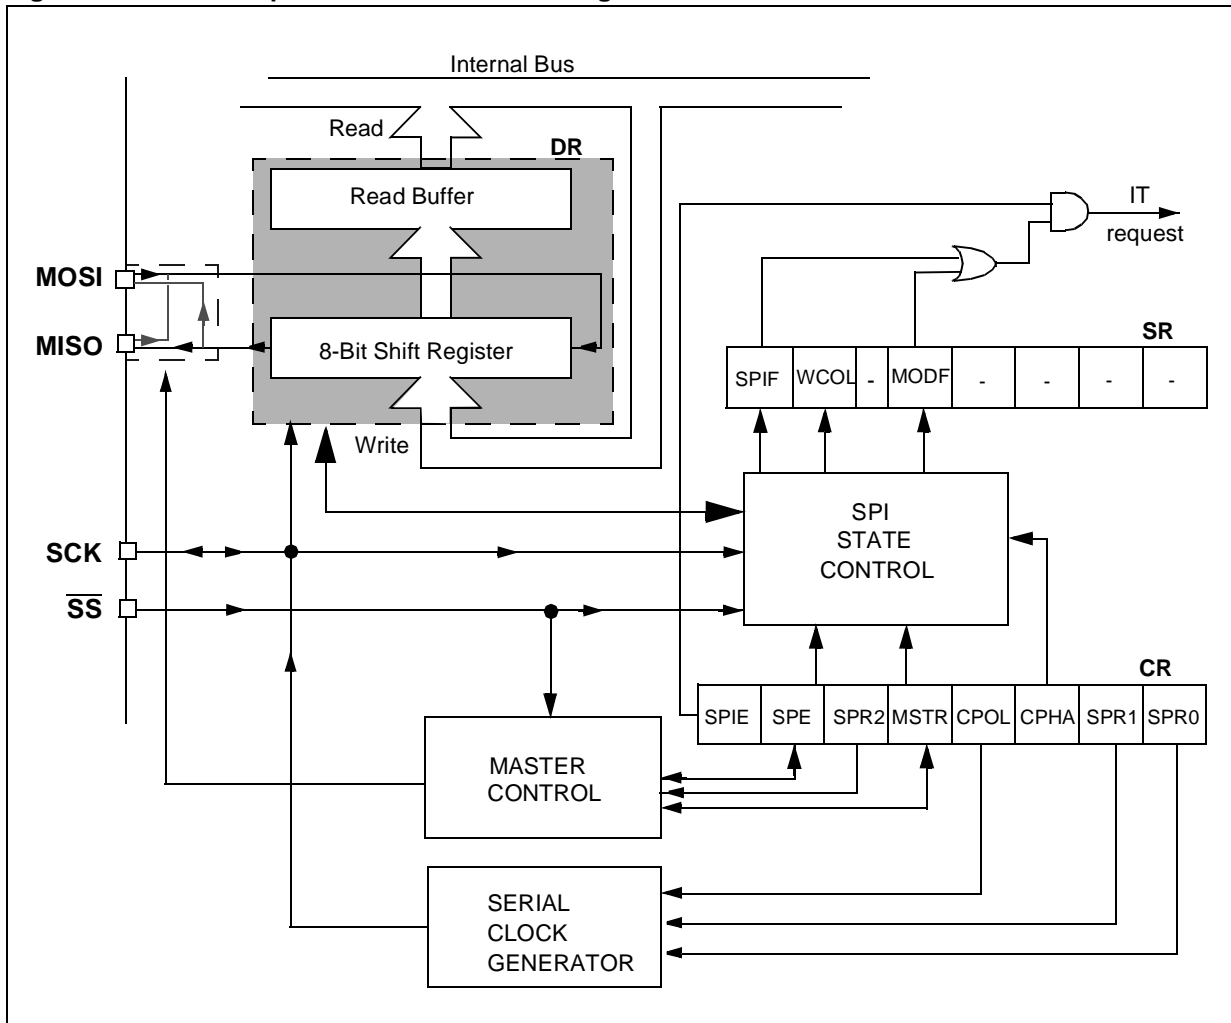 Internal Bus
Read
DR
Read Buffer
IT
request
MOSI
MISO
8-Bit Shift Register
SR
SPIF WCOL - MODF - - - -
Write
SPI
STATE
CONTROL
SCK
SS
CR
SPIE SPE SPR2 MSTR CPOL CPHA SPR1 SPR0
MASTER
CONTROL
SERIAL
CLOCK
GENERATOR